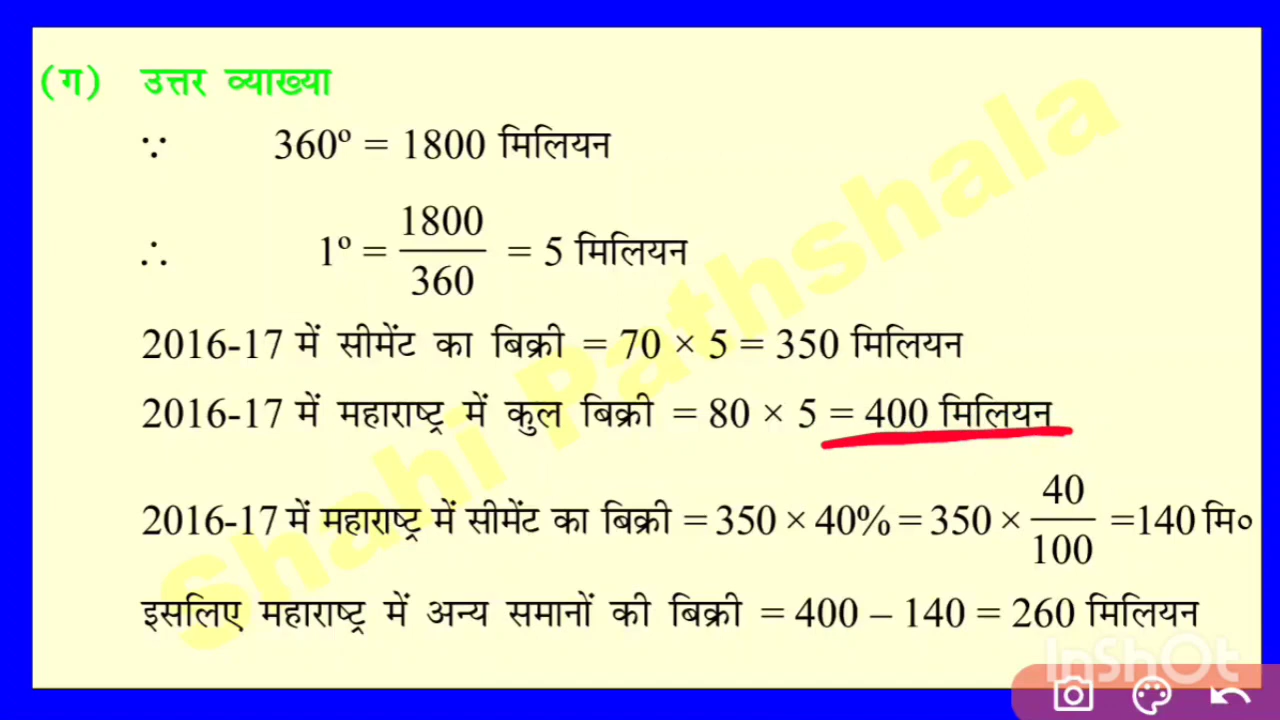 (ग) उत्तर व्याख्या
∵ 360º = 1800 मिलियन
∴ 1º = 1800/360 = 5 मिलियन
2016-17 में सीमेंट का बिक्री = 70 × 5 = 350 मिलियन
2016-17 में महाराष्ट्र में कुल बिक्री = 80 × 5 = 400 मिलियन
2016-17 में महाराष्ट्र में सीमेंट का बिक्री = 350 × 40% = 350 × 40/100 =140 मि०
इसलिए महाराष्ट्र में अन्य समानों की बिक्री = 400 – 140 = 260 मिलियन
Shahi Pathshala
InShOt